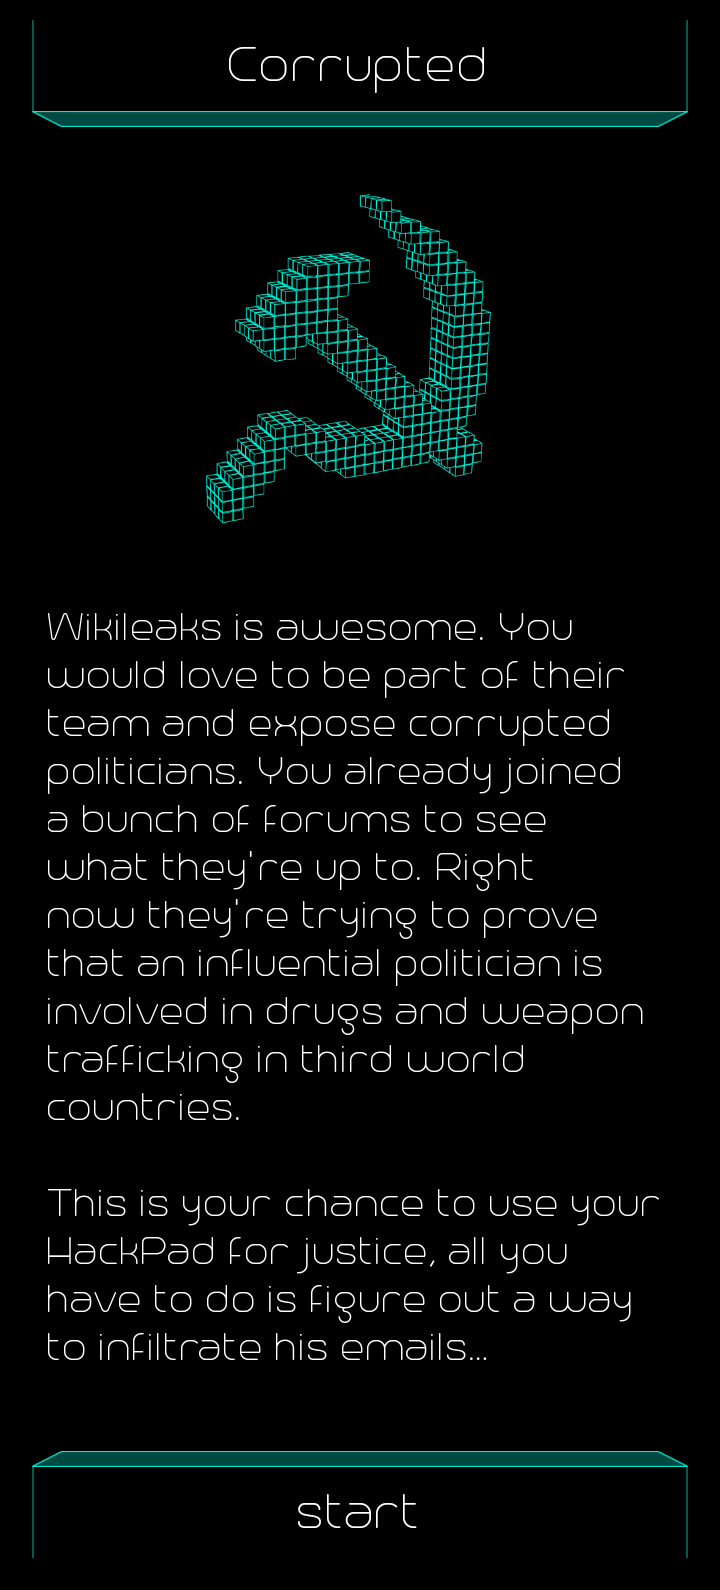 Corrupted
Wikileaks is awesome. You
would love to be part of their
team and expose corrupted
politicians. You already joined
a bunch of forums to see
what they're up to. Right
now they're trying to prove
that an influential politician is
involved in drugs and weapon
trafficking in third world
countries.
This is your chance to use your
HackPad for justice, all you
have to do is figure out a way
to infiltrate his emails...
start